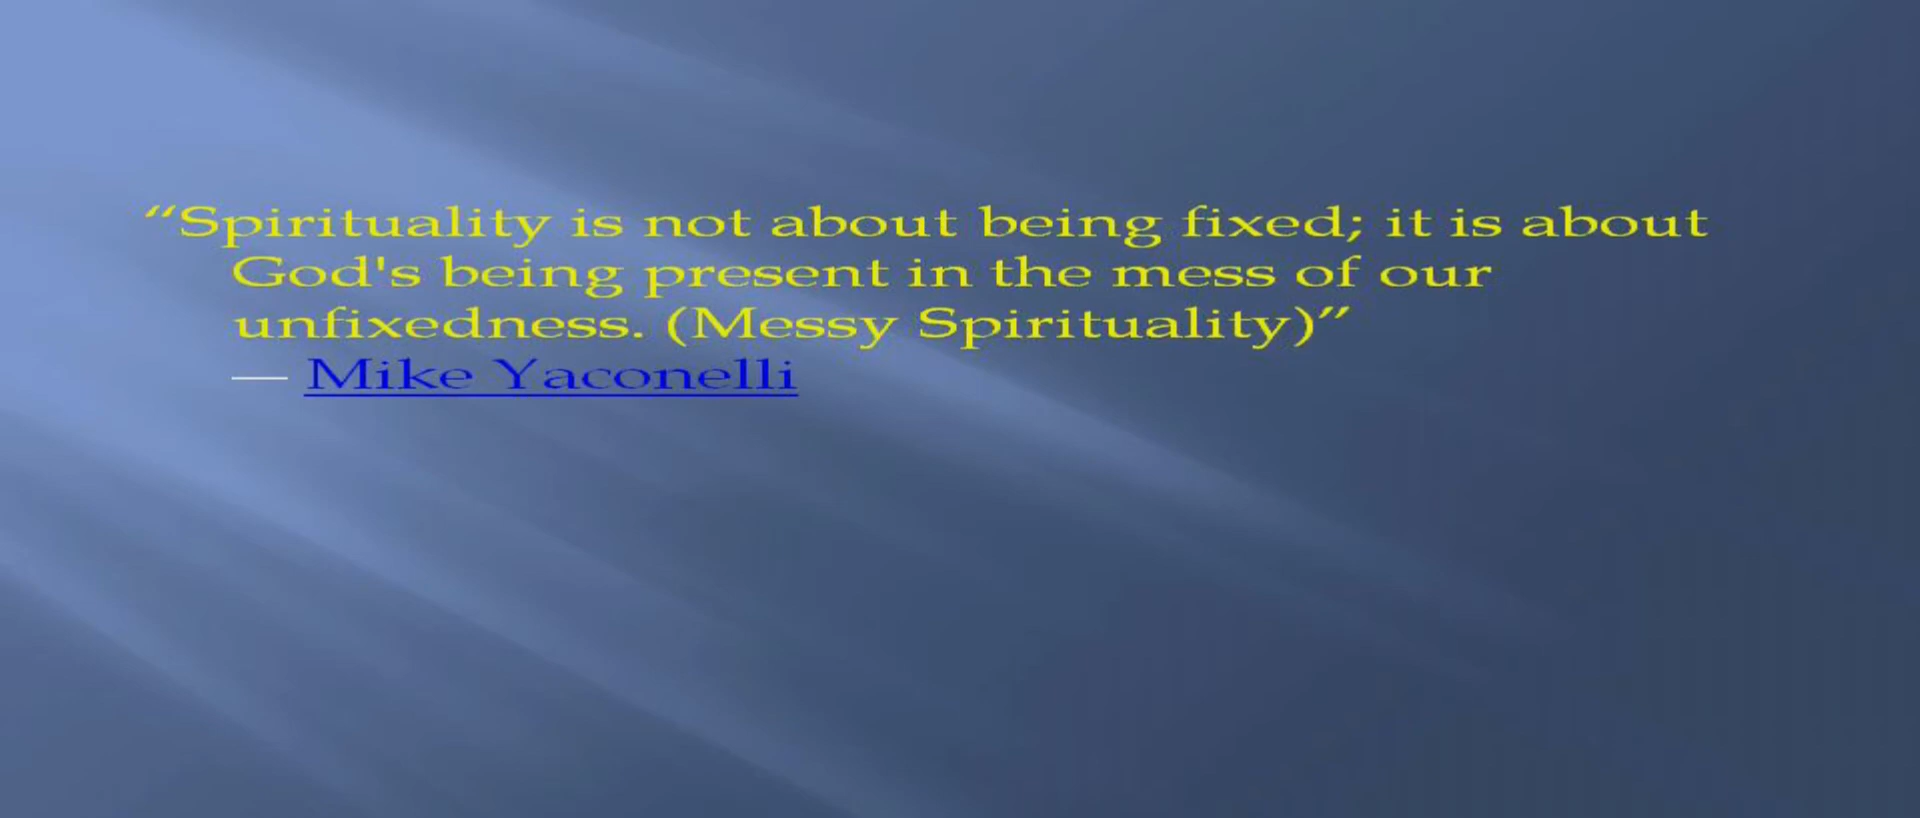 “Spirituality is not about being fixed; it is about
God's being present in the mess of our
unfixedness. (Messy Spirituality)”
— Mike Yaconelli